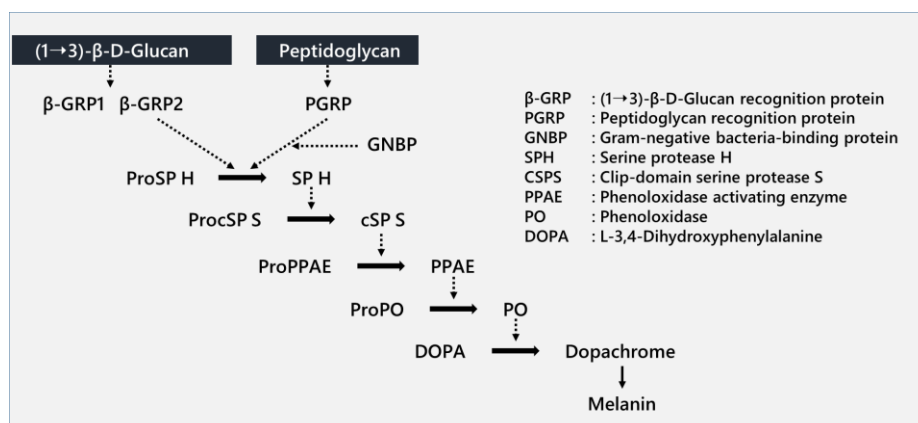 (1→3)-β-D-Glucan
Peptidoglycan
β-GRP1 β-GRP2
PGRP
GNBP
ProSP H
SP H
ProcSP S
cSP S
ProPPAE
PPAE
ProPO
PO
DOPA
Dopachrome
Melanin
β-GRP : (1→3)-β-D-Glucan recognition protein
PGRP : Peptidoglycan recognition protein
GNBP : Gram-negative bacteria-binding protein
SPH : Serine protease H
CSPS : Clip-domain serine protease S
PPAE : Phenoloxidase activating enzyme
PO : Phenoloxidase
DOPA : L-3,4-Dihydroxyphenylalanine